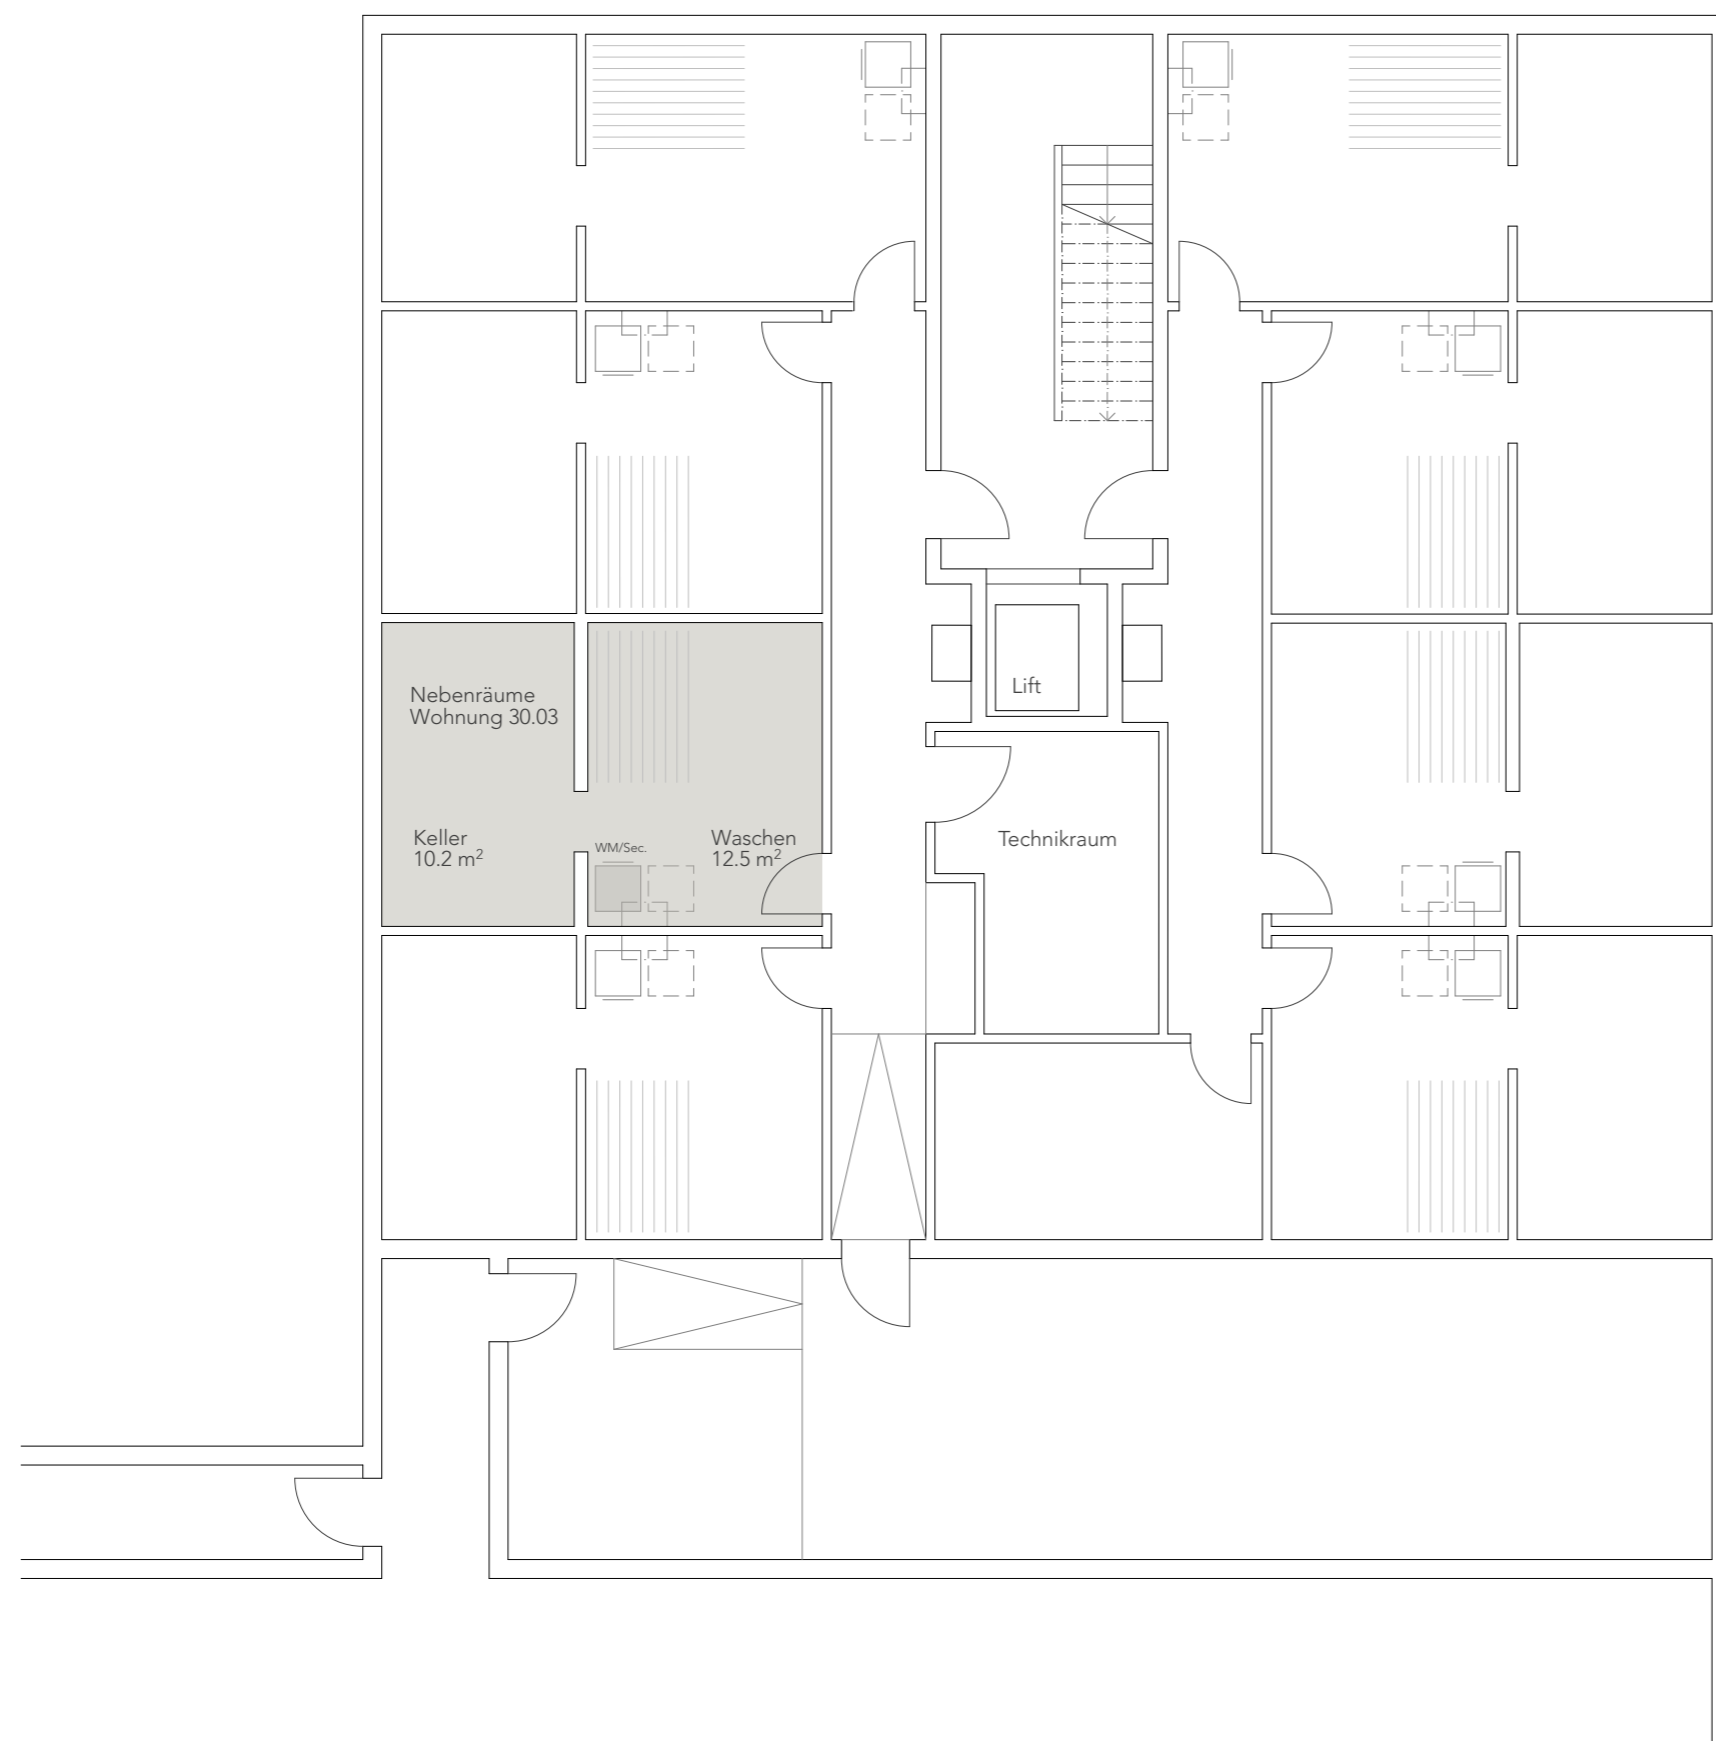 Nebenräume
Wohnung 30.03
Lift
Keller
10.2 m²
WM/Sec.
Waschen
12.5 m²
Technikraum